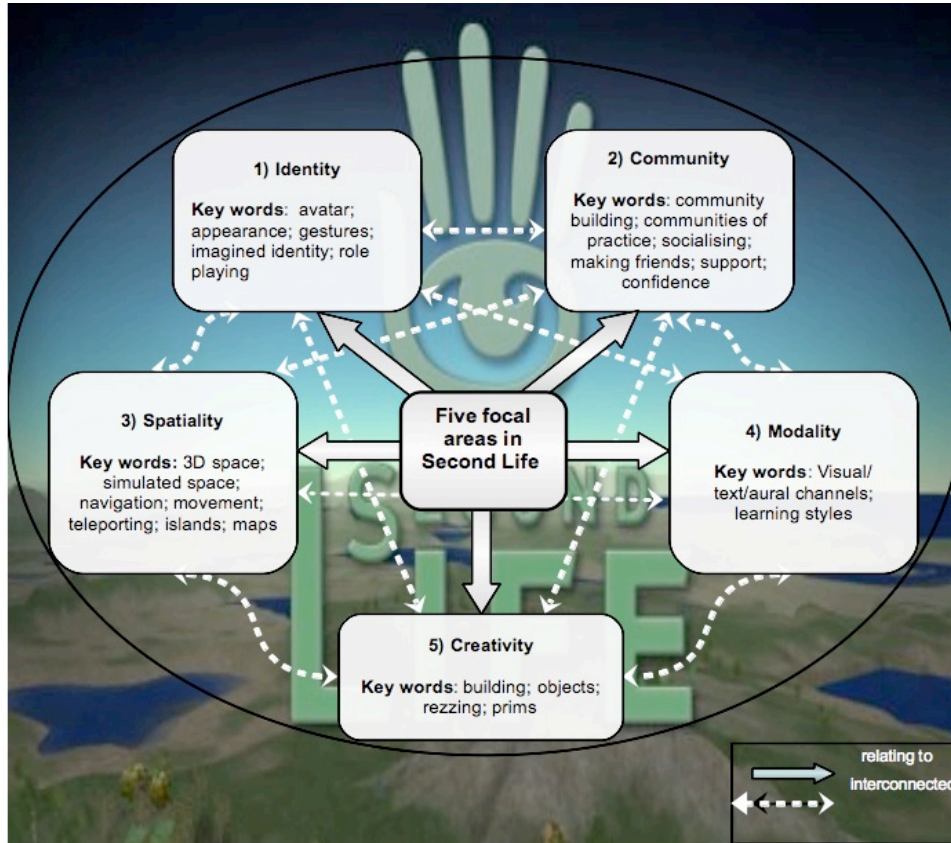 1) Identity
Key words: avatar;
appearance; gestures;
imagined identity; role
playing
2) Community
Key words: community
building; communities of
practice; socialising;
making friends; support;
confidence
Five focal
areas in
Second Life
3) Spatiality
Key words: 3D space;
simulated space;
navigation; movement;
teleporting; islands; maps
4) Modality
Key words: Visual/
text/aural channels;
learning styles
SECOND
LIFE
5) Creativity
Key words: building; objects;
rezzing; prims
relating to
interconnected